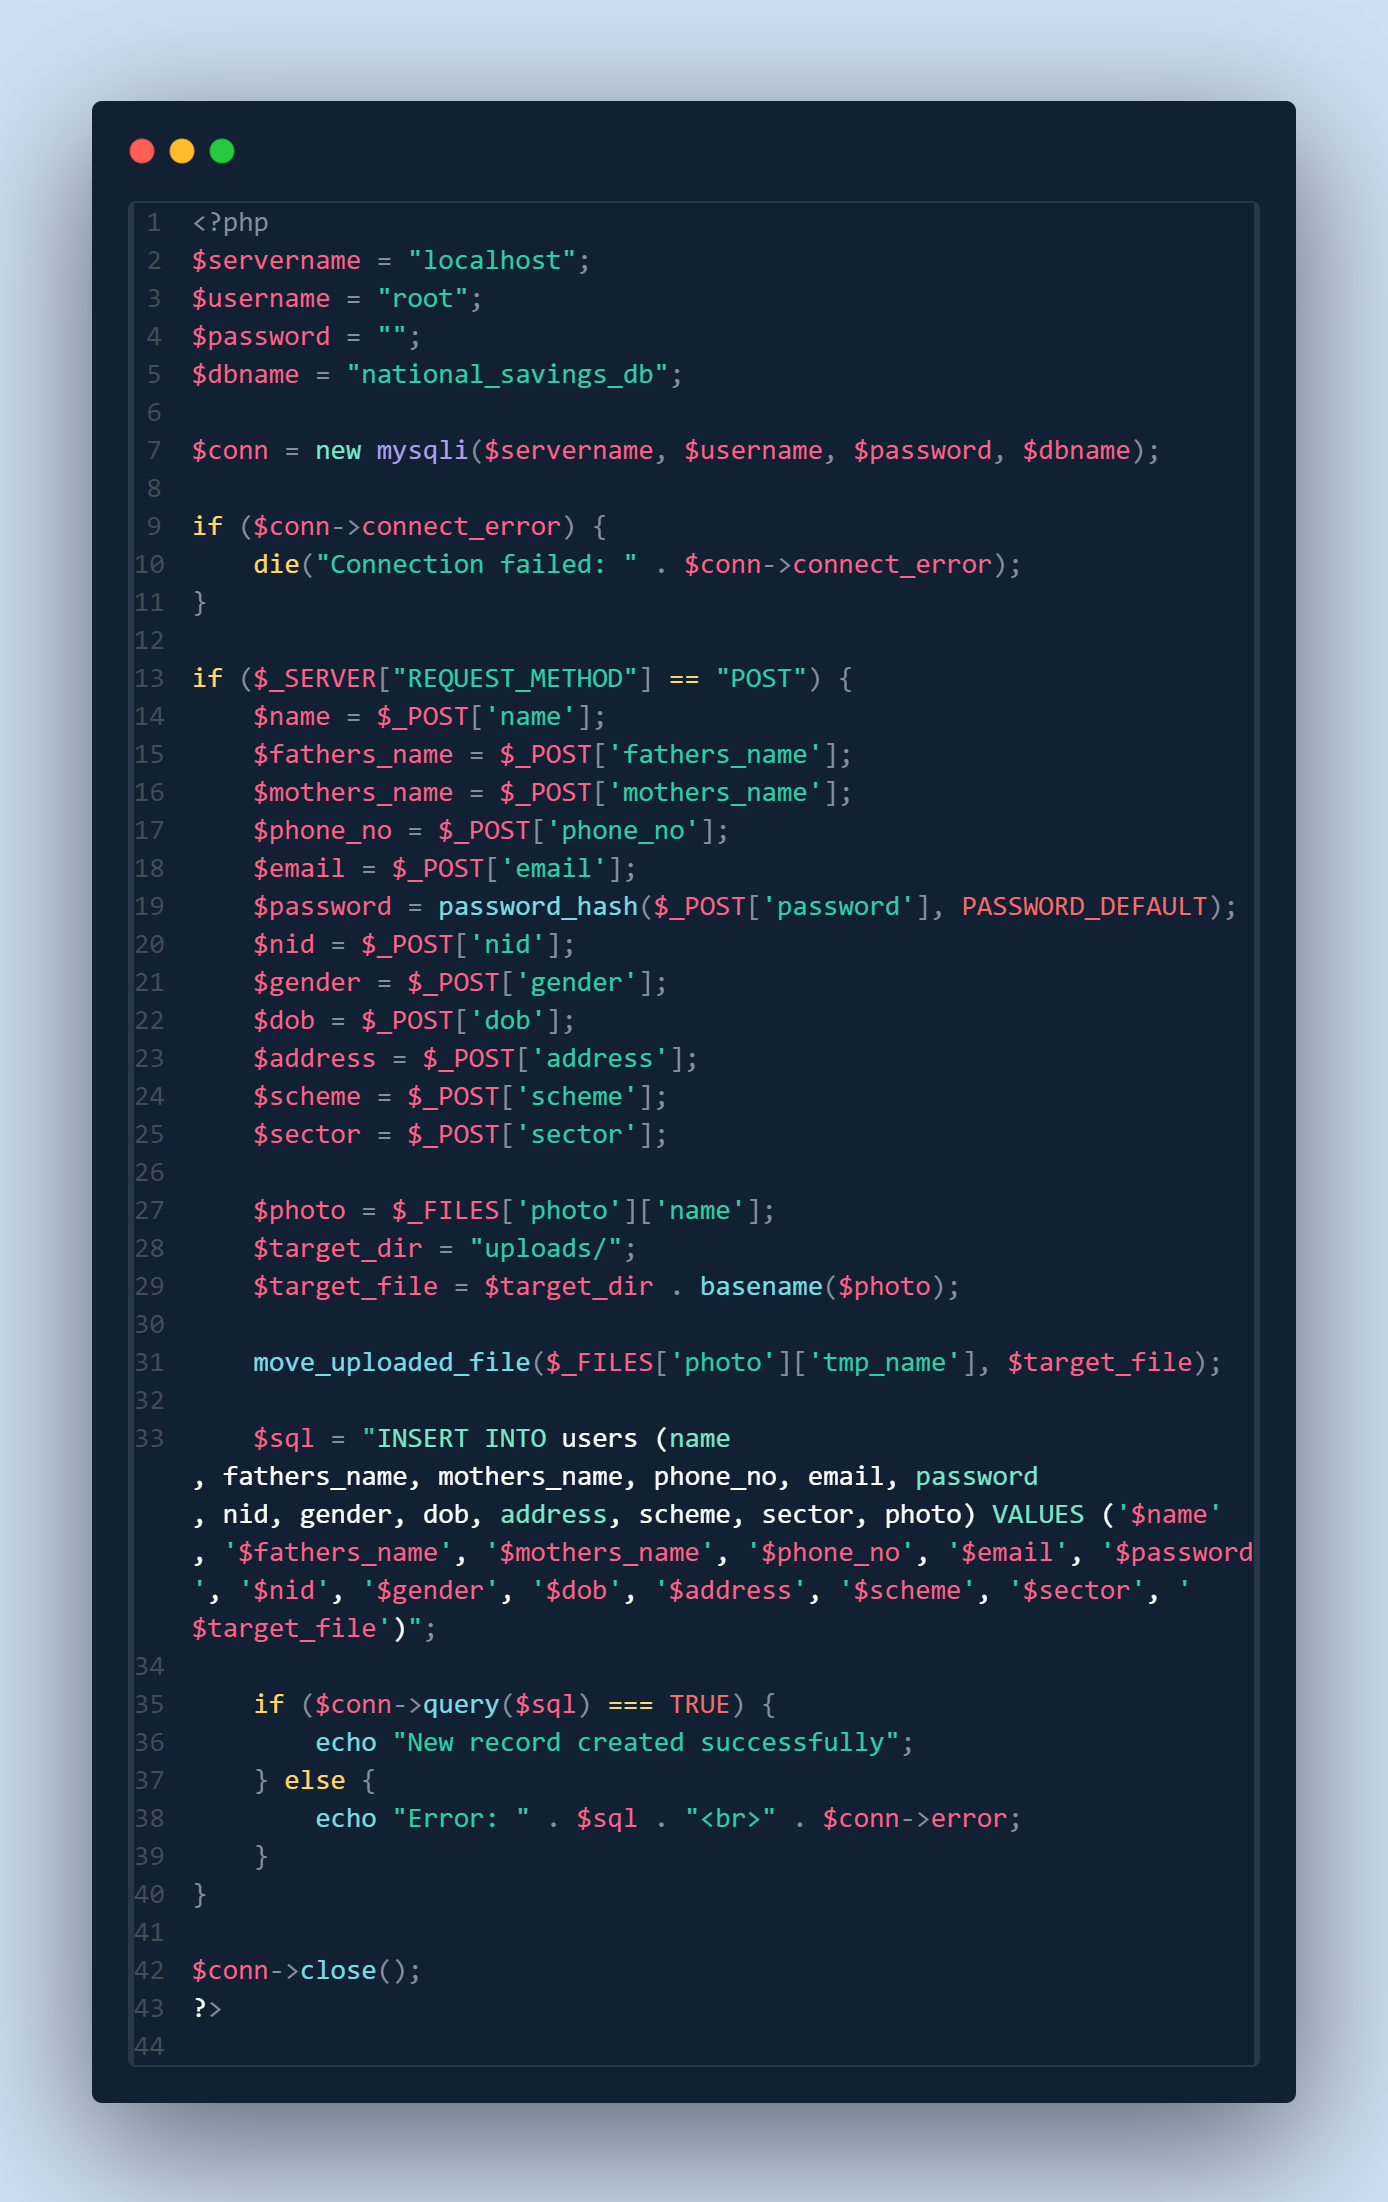 1 <?php
2 $servername = "localhost";
3 $username = "root";
4 $password = "";
5 $dbname = "national_savings_db";
6
7 $conn = new mysqli($servername, $username, $password, $dbname);
8
9 if ($conn->connect_error) {
10     die("Connection failed: " . $conn->connect_error);
11 }
12
13 if ($_SERVER["REQUEST_METHOD"] == "POST") {
14     $name = $_POST['name'];
15     $fathers_name = $_POST['fathers_name'];
16     $mothers_name = $_POST['mothers_name'];
17     $phone_no = $_POST['phone_no'];
18     $email = $_POST['email'];
19     $password = password_hash($_POST['password'], PASSWORD_DEFAULT);
20     $nid = $_POST['nid'];
21     $gender = $_POST['gender'];
22     $dob = $_POST['dob'];
23     $address = $_POST['address'];
24     $scheme = $_POST['scheme'];
25     $sector = $_POST['sector'];
26
27     $photo = $_FILES['photo']['name'];
28     $target_dir = "uploads/";
29     $target_file = $target_dir . basename($photo);
30
31     move_uploaded_file($_FILES['photo']['tmp_name'], $target_file);
32
33     $sql = "INSERT INTO users (name
, fathers_name, mothers_name, phone_no, email, password
, nid, gender, dob, address, scheme, sector, photo) VALUES ('$name'
, '$fathers_name', '$mothers_name', '$phone_no', '$email', '$password
', '$nid', '$gender', '$dob', '$address', '$scheme', '$sector', '
$target_file')";
34
35     if ($conn->query($sql) === TRUE) {
36         echo "New record created successfully";
37     } else {
38         echo "Error: " . $sql . "<br>" . $conn->error;
39     }
40 }
41
42 $conn->close();
43 ?>
44